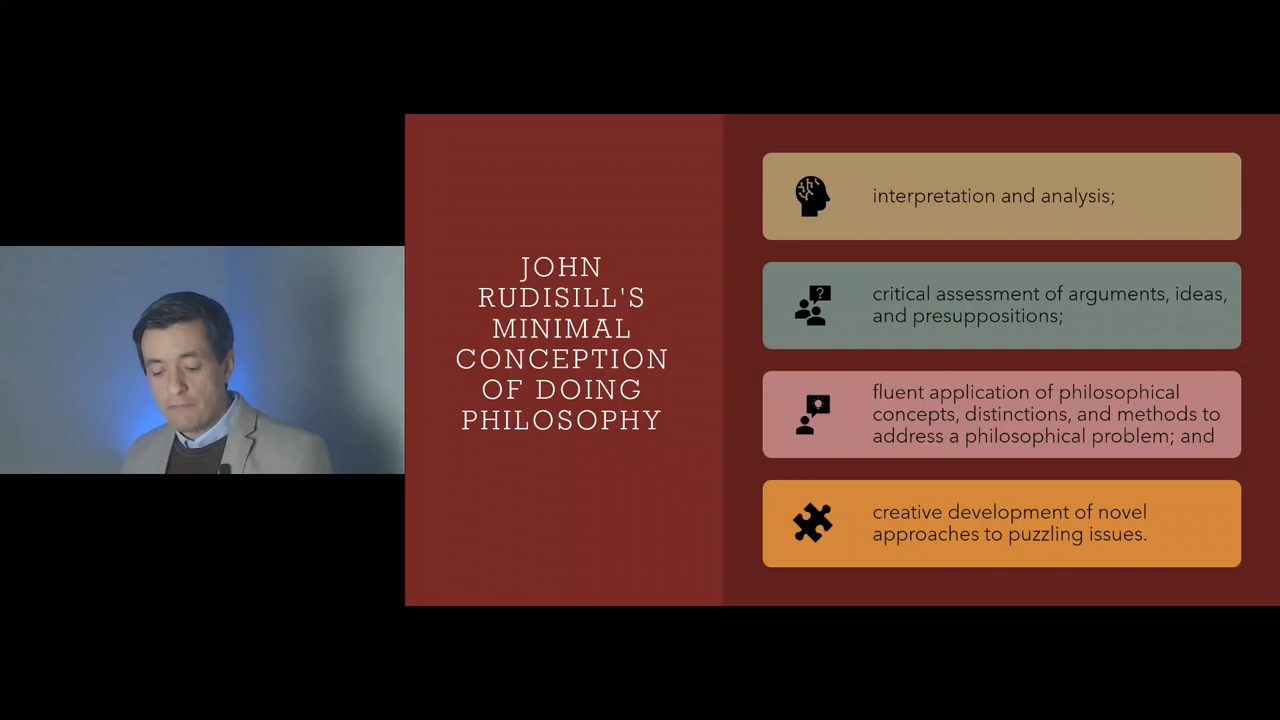 JOHN
RUDISILL'S
MINIMAL
CONCEPTION
OF DOING
PHILOSOPHY
interpretation and analysis;
critical assessment of arguments, ideas,
and presuppositions;
fluent application of philosophical
concepts, distinctions, and methods to
address a philosophical problem; and
creative development of novel
approaches to puzzling issues.